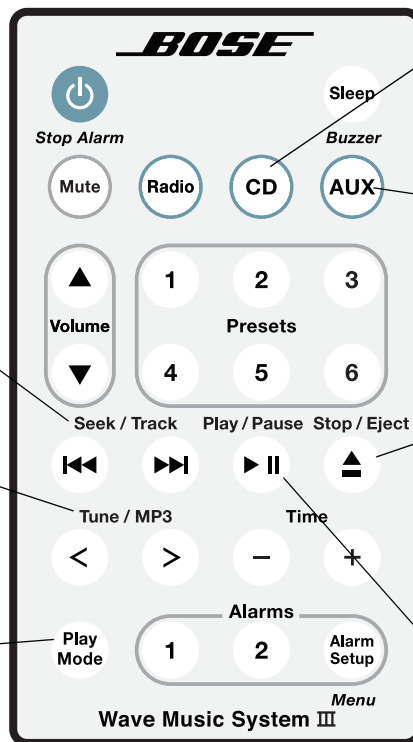 BOSE
Sleep
Stop Alarm Buzzer
Mute Radio CD AUX
1 2 3
Volume Presets
4 5 6
Seek / Track Play / Pause Stop / Eject
Tune / MP3 Time
< > − +
Alarms
Play Mode 1 2 Alarm Setup
Menu
Wave Music System III